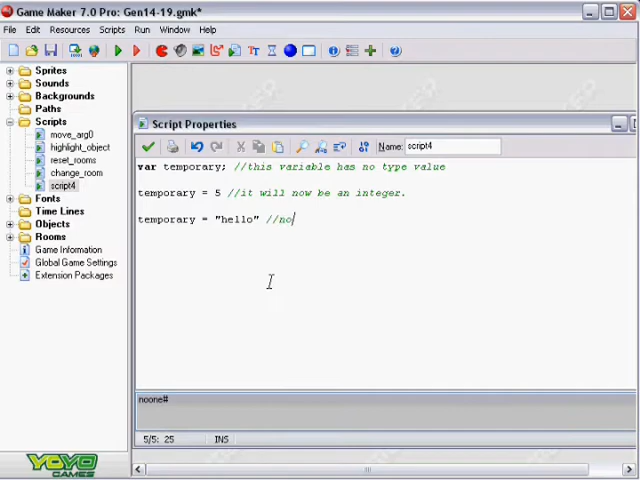 Game Maker 7.0 Pro: Gen14-19.gmk*
File Edit Resources Scripts Run Window Help
Sprites
Sounds
Backgrounds
Paths
Scripts
move_arg0
highlight_object
reset_rooms
change_room
script4
Fonts
Time Lines
Objects
Rooms
Game Information
Global Game Settings
Extension Packages
Script Properties
Name: script4
var temporary; //this variable has no type value
temporary = 5 //it will now be an integer.
temporary = "hello" //no
noone#
5/5: 25 INS
YOYO
GAMES